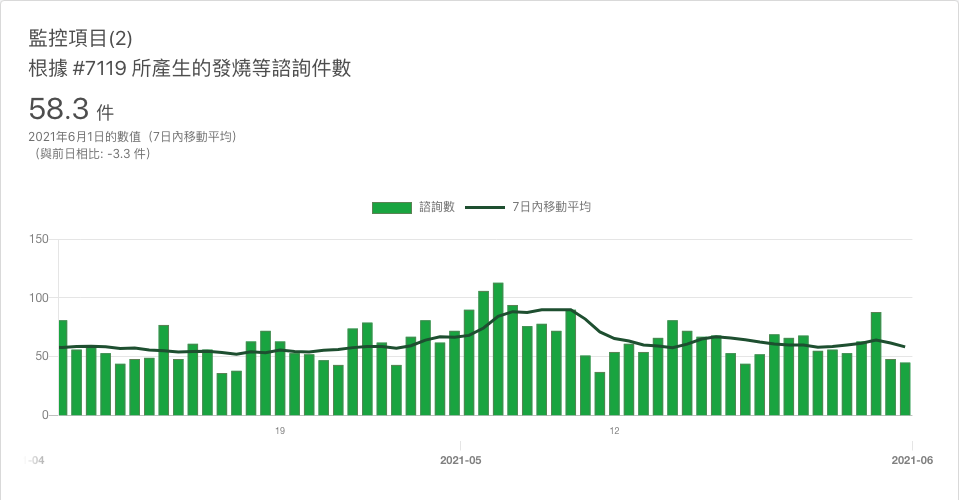 監控項目(2)
根據 #7119 所產生的發燒等諮詢件數
58.3 件
2021年6月1日的數值（7日內移動平均）
（與前日相比: -3.3 件）
諮詢數 7日內移動平均
150
100
50
0
19 12
-04 2021-05 2021-06